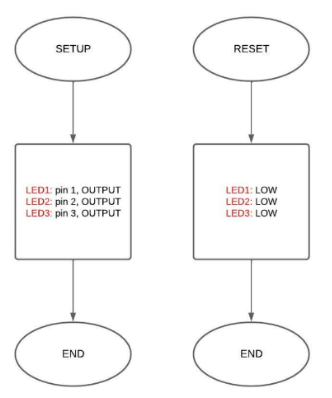 SETUP
LED1: pin 1, OUTPUT
LED2: pin 2, OUTPUT
LED3: pin 3, OUTPUT
END
RESET
LED1: LOW
LED2: LOW
LED3: LOW
END